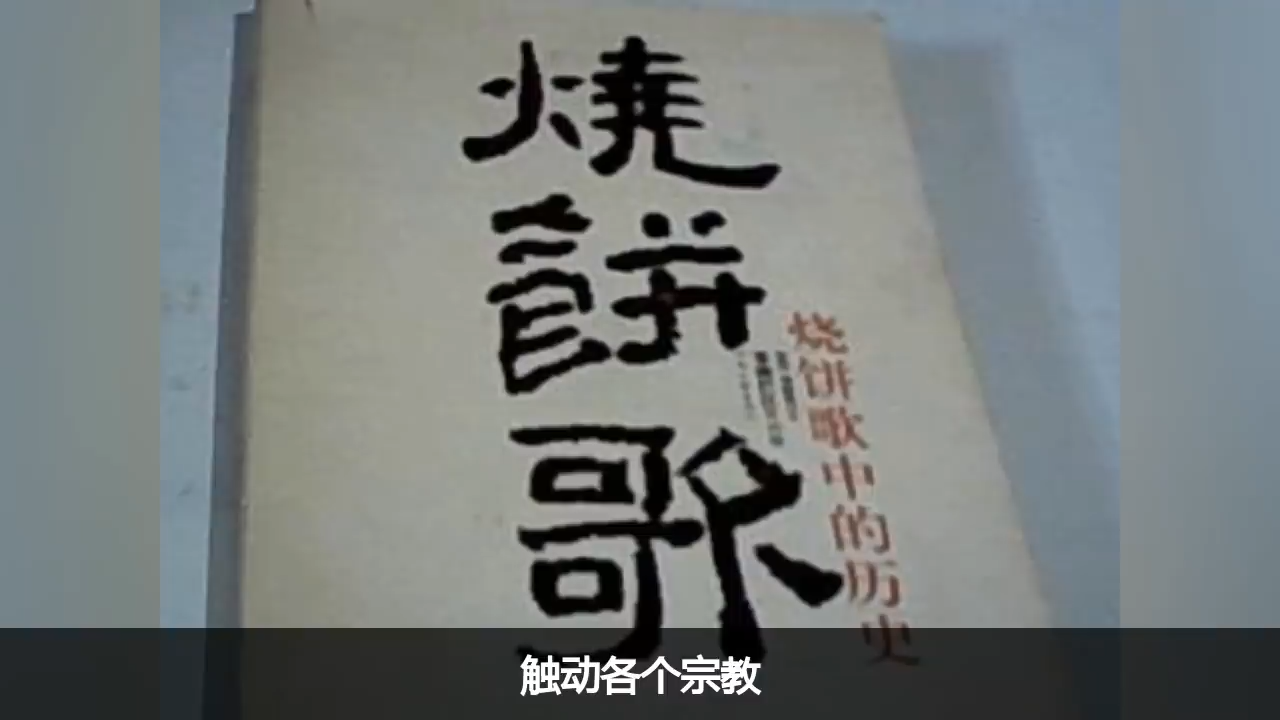 燒餅歌
烧饼歌中的历史
触动各个宗教